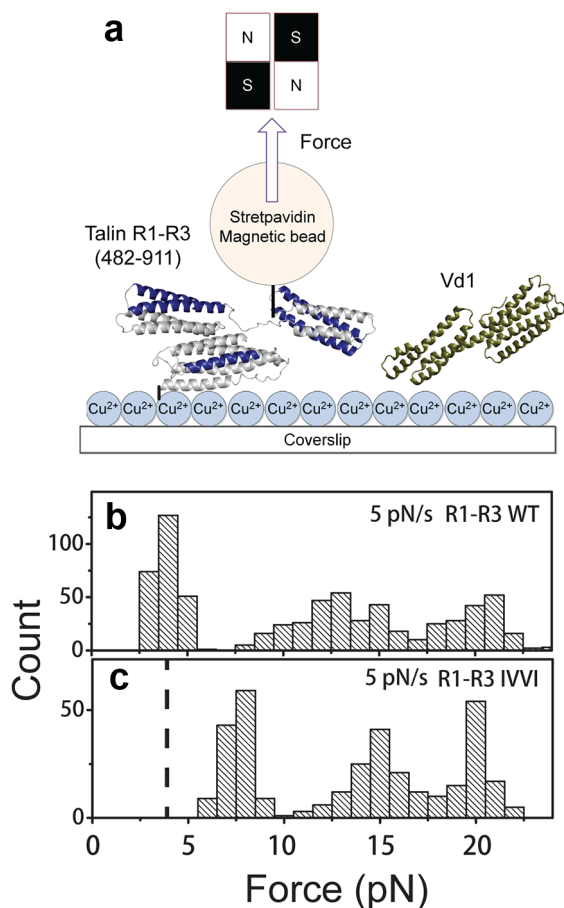 a
N S
S N
Force
Stretpavidin
Magnetic bead
Talin R1-R3
(482-911)
Vd1
Cu2+ Cu2+ Cu2+ Cu2+ Cu2+ Cu2+ Cu2+ Cu2+ Cu2+ Cu2+ Cu2+ Cu2+ Cu2+
Coverslip
b
5 pN/s R1-R3 WT
100
50
0
Count
c
5 pN/s R1-R3 IVVI
50
0
0 5 10 15 20
Force (pN)